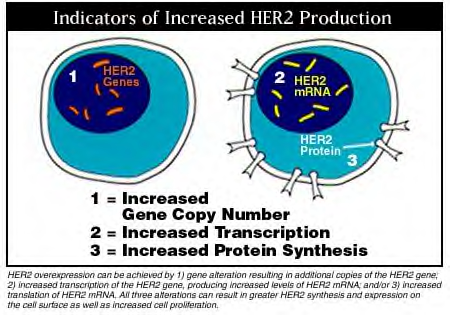 Indicators of Increased HER2 Production
1
HER2
Genes
2
HER2
mRNA
HER2
Protein
3
1 = Increased
Gene Copy Number
2 = Increased Transcription
3 = Increased Protein Synthesis
HER2 overexpression can be achieved by 1) gene alteration resulting in additional copies of the HER2 gene;
2) increased transcription of the HER2 gene, producing increased levels of HER2 mRNA; and/or 3) increased
translation of HER2 mRNA. All three alterations can result in greater HER2 synthesis and expression on
the cell surface as well as increased cell proliferation.